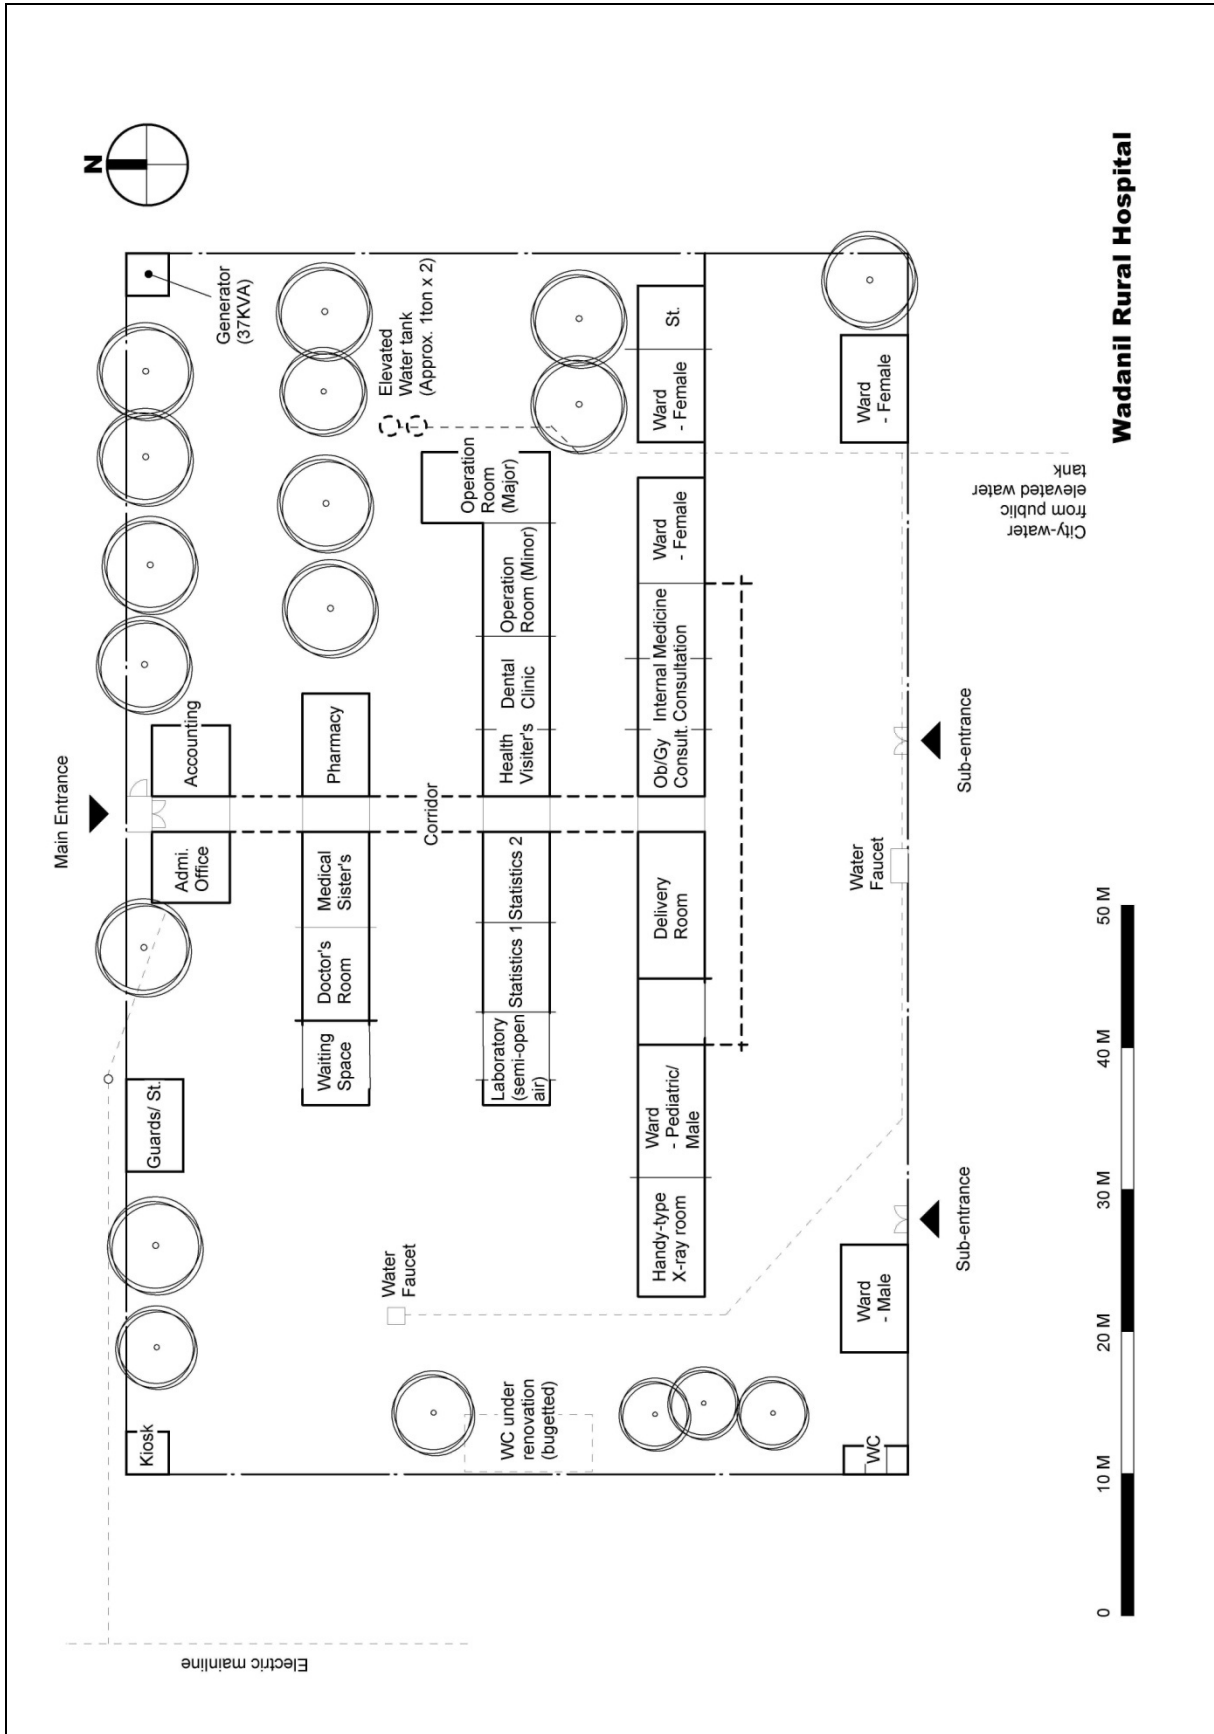 N
Main Entrance
Generator
(37KVA)
Elevated
Water tank
(Approx. 1ton x 2)
Kiosk
Guards/ St.
Admi.
Office
Accounting
Waiting
Space
Doctor's
Room
Medical
Sister's
Pharmacy
Corridor
Water
Faucet
WC under
renovation
(bugetted)
Laboratory
(semi-open
air)
Statistics 1
Statistics 2
Health
Visiter's
Dental
Clinic
Operation
Room (Minor)
Operation
Room
(Major)
Handy-type
X-ray room
Ward
- Pediatric/
Male
Delivery
Room
Ob/Gy
Consult.
Internal Medicine
Consultation
Ward
- Female
Ward
- Female
St.
WC
Ward
- Male
Water
Faucet
Ward
- Female
Sub-entrance
Sub-entrance
City-water
from public
elevated water
tank
Electric mainline
0
10 M
20 M
30 M
40 M
50 M
Wadanil Rural Hospital